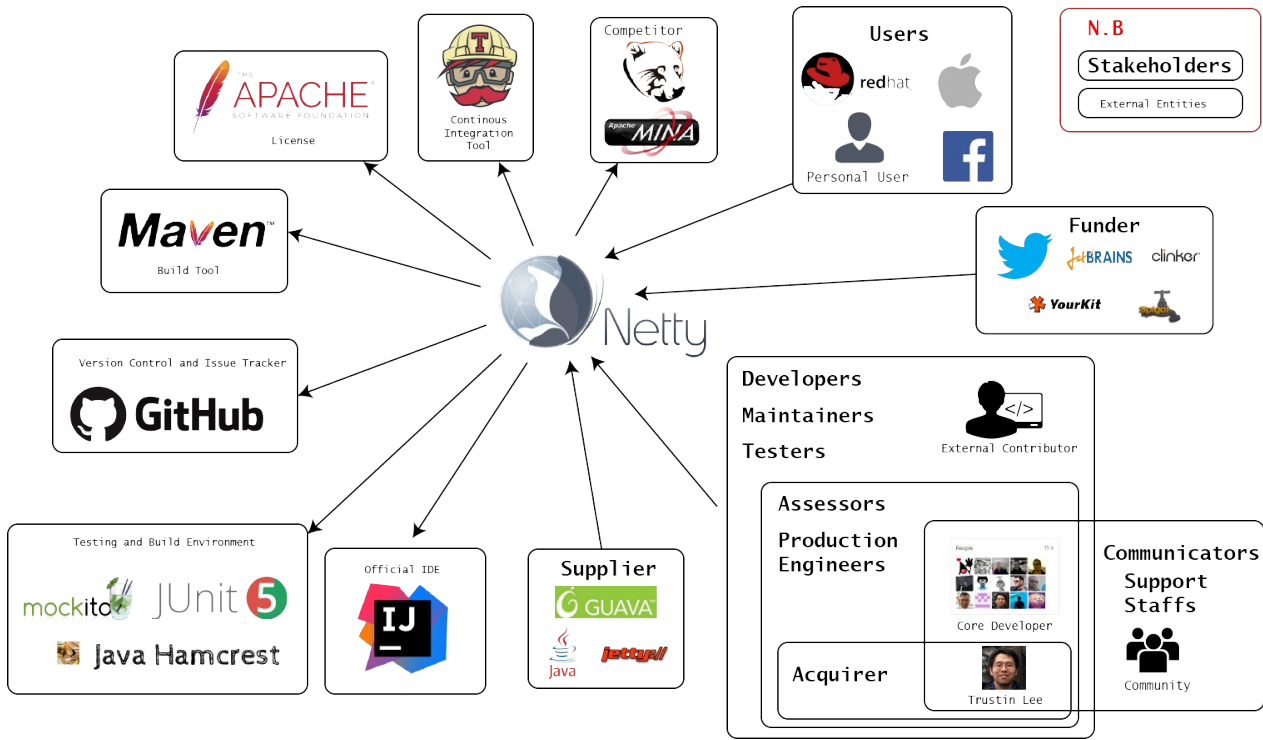 THE
APACHE
SOFTWARE FOUNDATION
License
T
Continous
Integration
Tool
Competitor
Apache
MINA
Users
redhat
Personal User
f
N.B
Stakeholders
External Entities
Maven™
Build Tool
Funder
JetBRAINS
clinker
YourKit
Spigot
Netty
Version Control and Issue Tracker
GitHub
Developers
Maintainers
Testers
</>
External Contributor
Assessors
Production
Engineers
People
Core Developer
Communicators
Support
Staffs
Community
Acquirer
Trustin Lee
Testing and Build Environment
mockito
JUnit 5
Java Hamcrest
Official IDE
IJ
Supplier
GUAVA
Java
jetty://